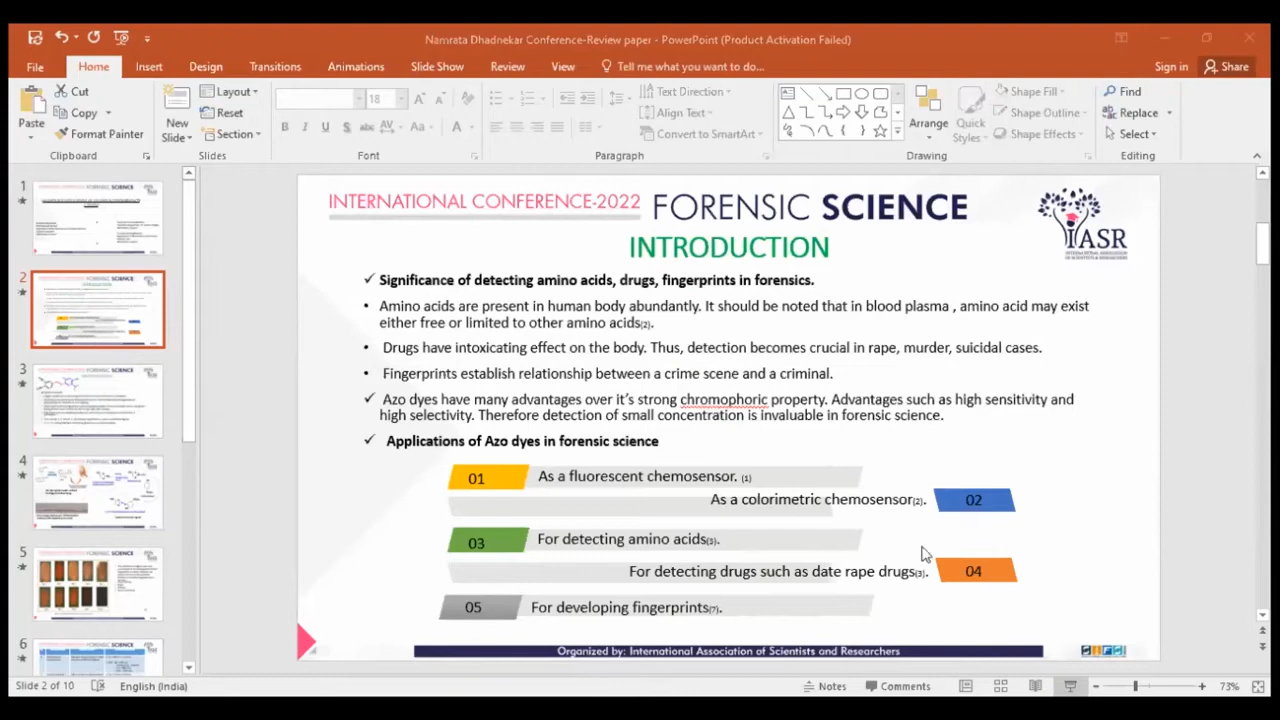 Namrata Dhadnekar Conference-Review paper - PowerPoint (Product Activation Failed)
File Home Insert Design Transitions Animations Slide Show Review View Tell me what you want to do... Sign in Share
Paste
Cut
Copy
Format Painter
Clipboard
New Slide
Layout
Reset
Section
Slides
18
B I U S abc AV Aa A
Font
Text Direction
Align Text
Convert to SmartArt
Paragraph
Arrange
Quick Styles
Shape Fill
Shape Outline
Shape Effects
Drawing
Find
Replace
Select
Editing
1
2
3
4
5
6
INTERNATIONAL CONFERENCE-2022 FORENSIC SCIENCE
IASR
INTRODUCTION
✓ Significance of detecting amino acids, drugs, fingerprints in forensics.
• Amino acids are present in human body abundantly. It should be noted that in blood plasma , amino acid may exist
either free or limited to other amino acids(2).
• Drugs have intoxicating effect on the body. Thus, detection becomes crucial in rape, murder, suicidal cases.
• Fingerprints establish relationship between a crime scene and a criminal.
✓ Azo dyes have many advantages over it's strong chromophoric property. Advantages such as high sensitivity and
high selectivity. Therefore detection of small concentration is invaluable in forensic science.
✓ Applications of Azo dyes in forensic science
01 As a fluorescent chemosensor. (1)
As a colorimetric chemosensor(2). 02
03 For detecting amino acids(3).
For detecting drugs such as date rape drugs(3). 04
05 For developing fingerprints(7).
Organized by: International Association of Scientists and Researchers
SIFS
Slide 2 of 10 English (India) Notes Comments 73%